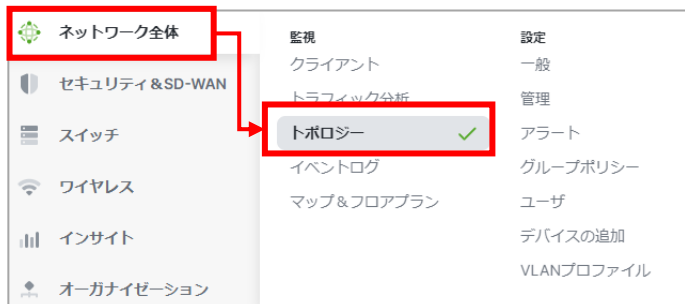 ネットワーク全体
セキュリティ&SD-WAN
スイッチ
ワイヤレス
インサイト
オーガナイゼーション
監視
クライアント
トラフィック分析
トポロジー
イベントログ
マップ&フロアプラン
設定
一般
管理
アラート
グループポリシー
ユーザ
デバイスの追加
VLANプロファイル